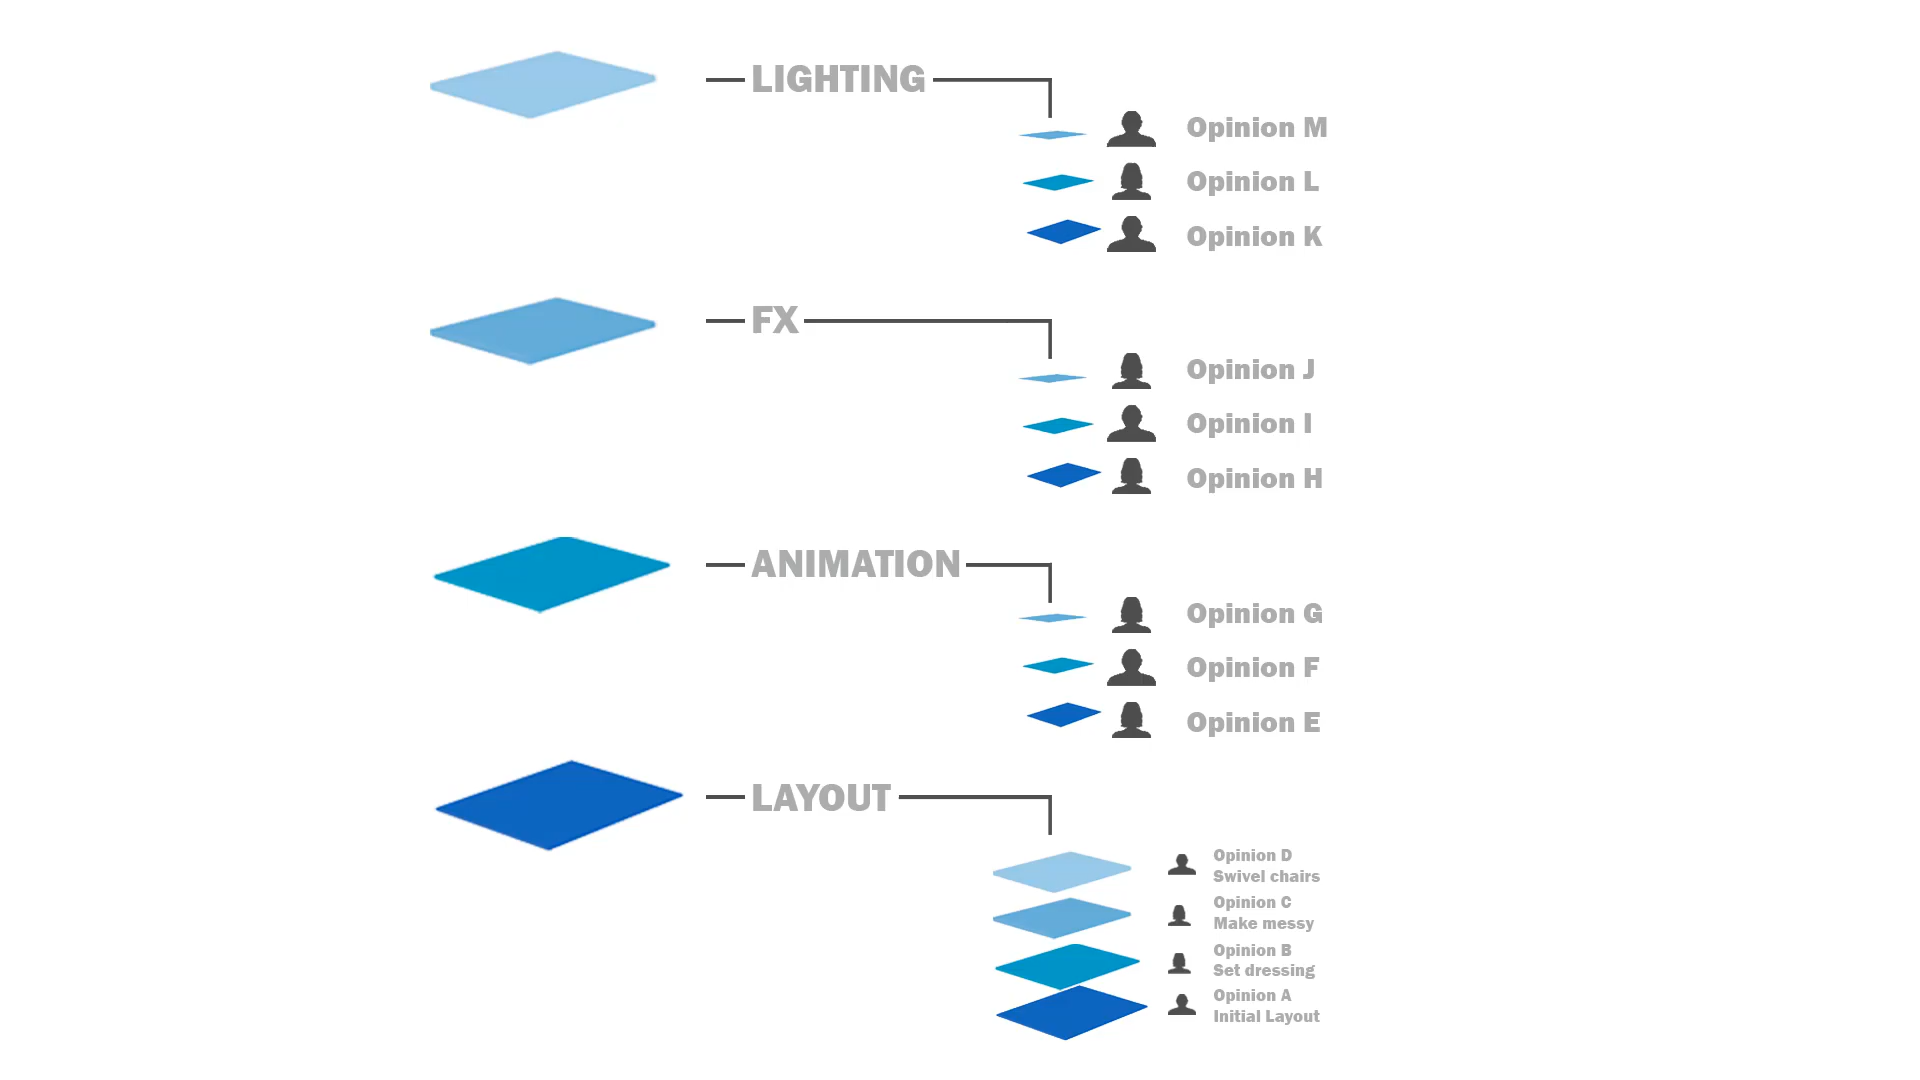 LIGHTING
Opinion M
Opinion L
Opinion K
FX
Opinion J
Opinion I
Opinion H
ANIMATION
Opinion G
Opinion F
Opinion E
LAYOUT
Opinion D
Swivel chairs
Opinion C
Make messy
Opinion B
Set dressing
Opinion A
Initial Layout